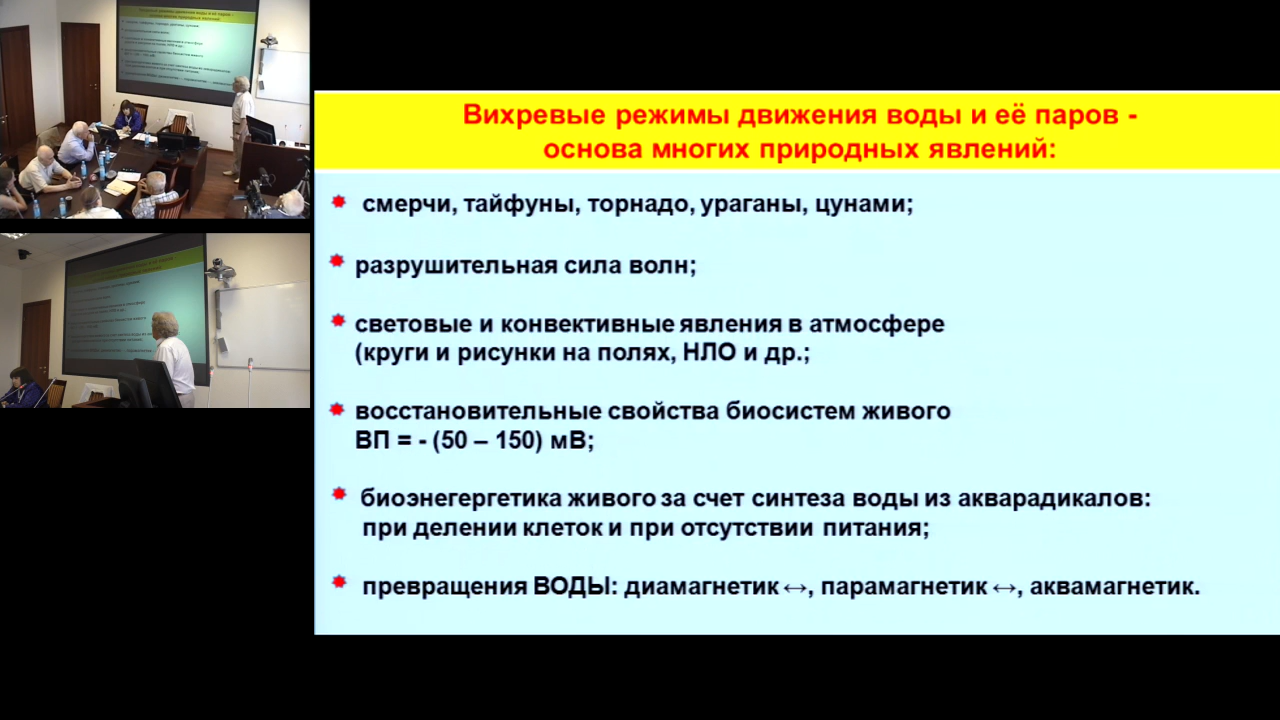 Вихревые режимы движения воды и её паров -
основа многих природных явлений:
смерчи, тайфуны, торнадо, ураганы, цунами;
разрушительная сила волн;
световые и конвективные явления в атмосфере
(круги и рисунки на полях, НЛО и др.;
восстановительные свойства биосистем живого
ВП = - (50 – 150) мВ;
биоэнегергетика живого за счет синтеза воды из акварадикалов:
при делении клеток и при отсутствии питания;
превращения ВОДЫ: диамагнетик ↔, парамагнетик ↔, аквамагнетик.